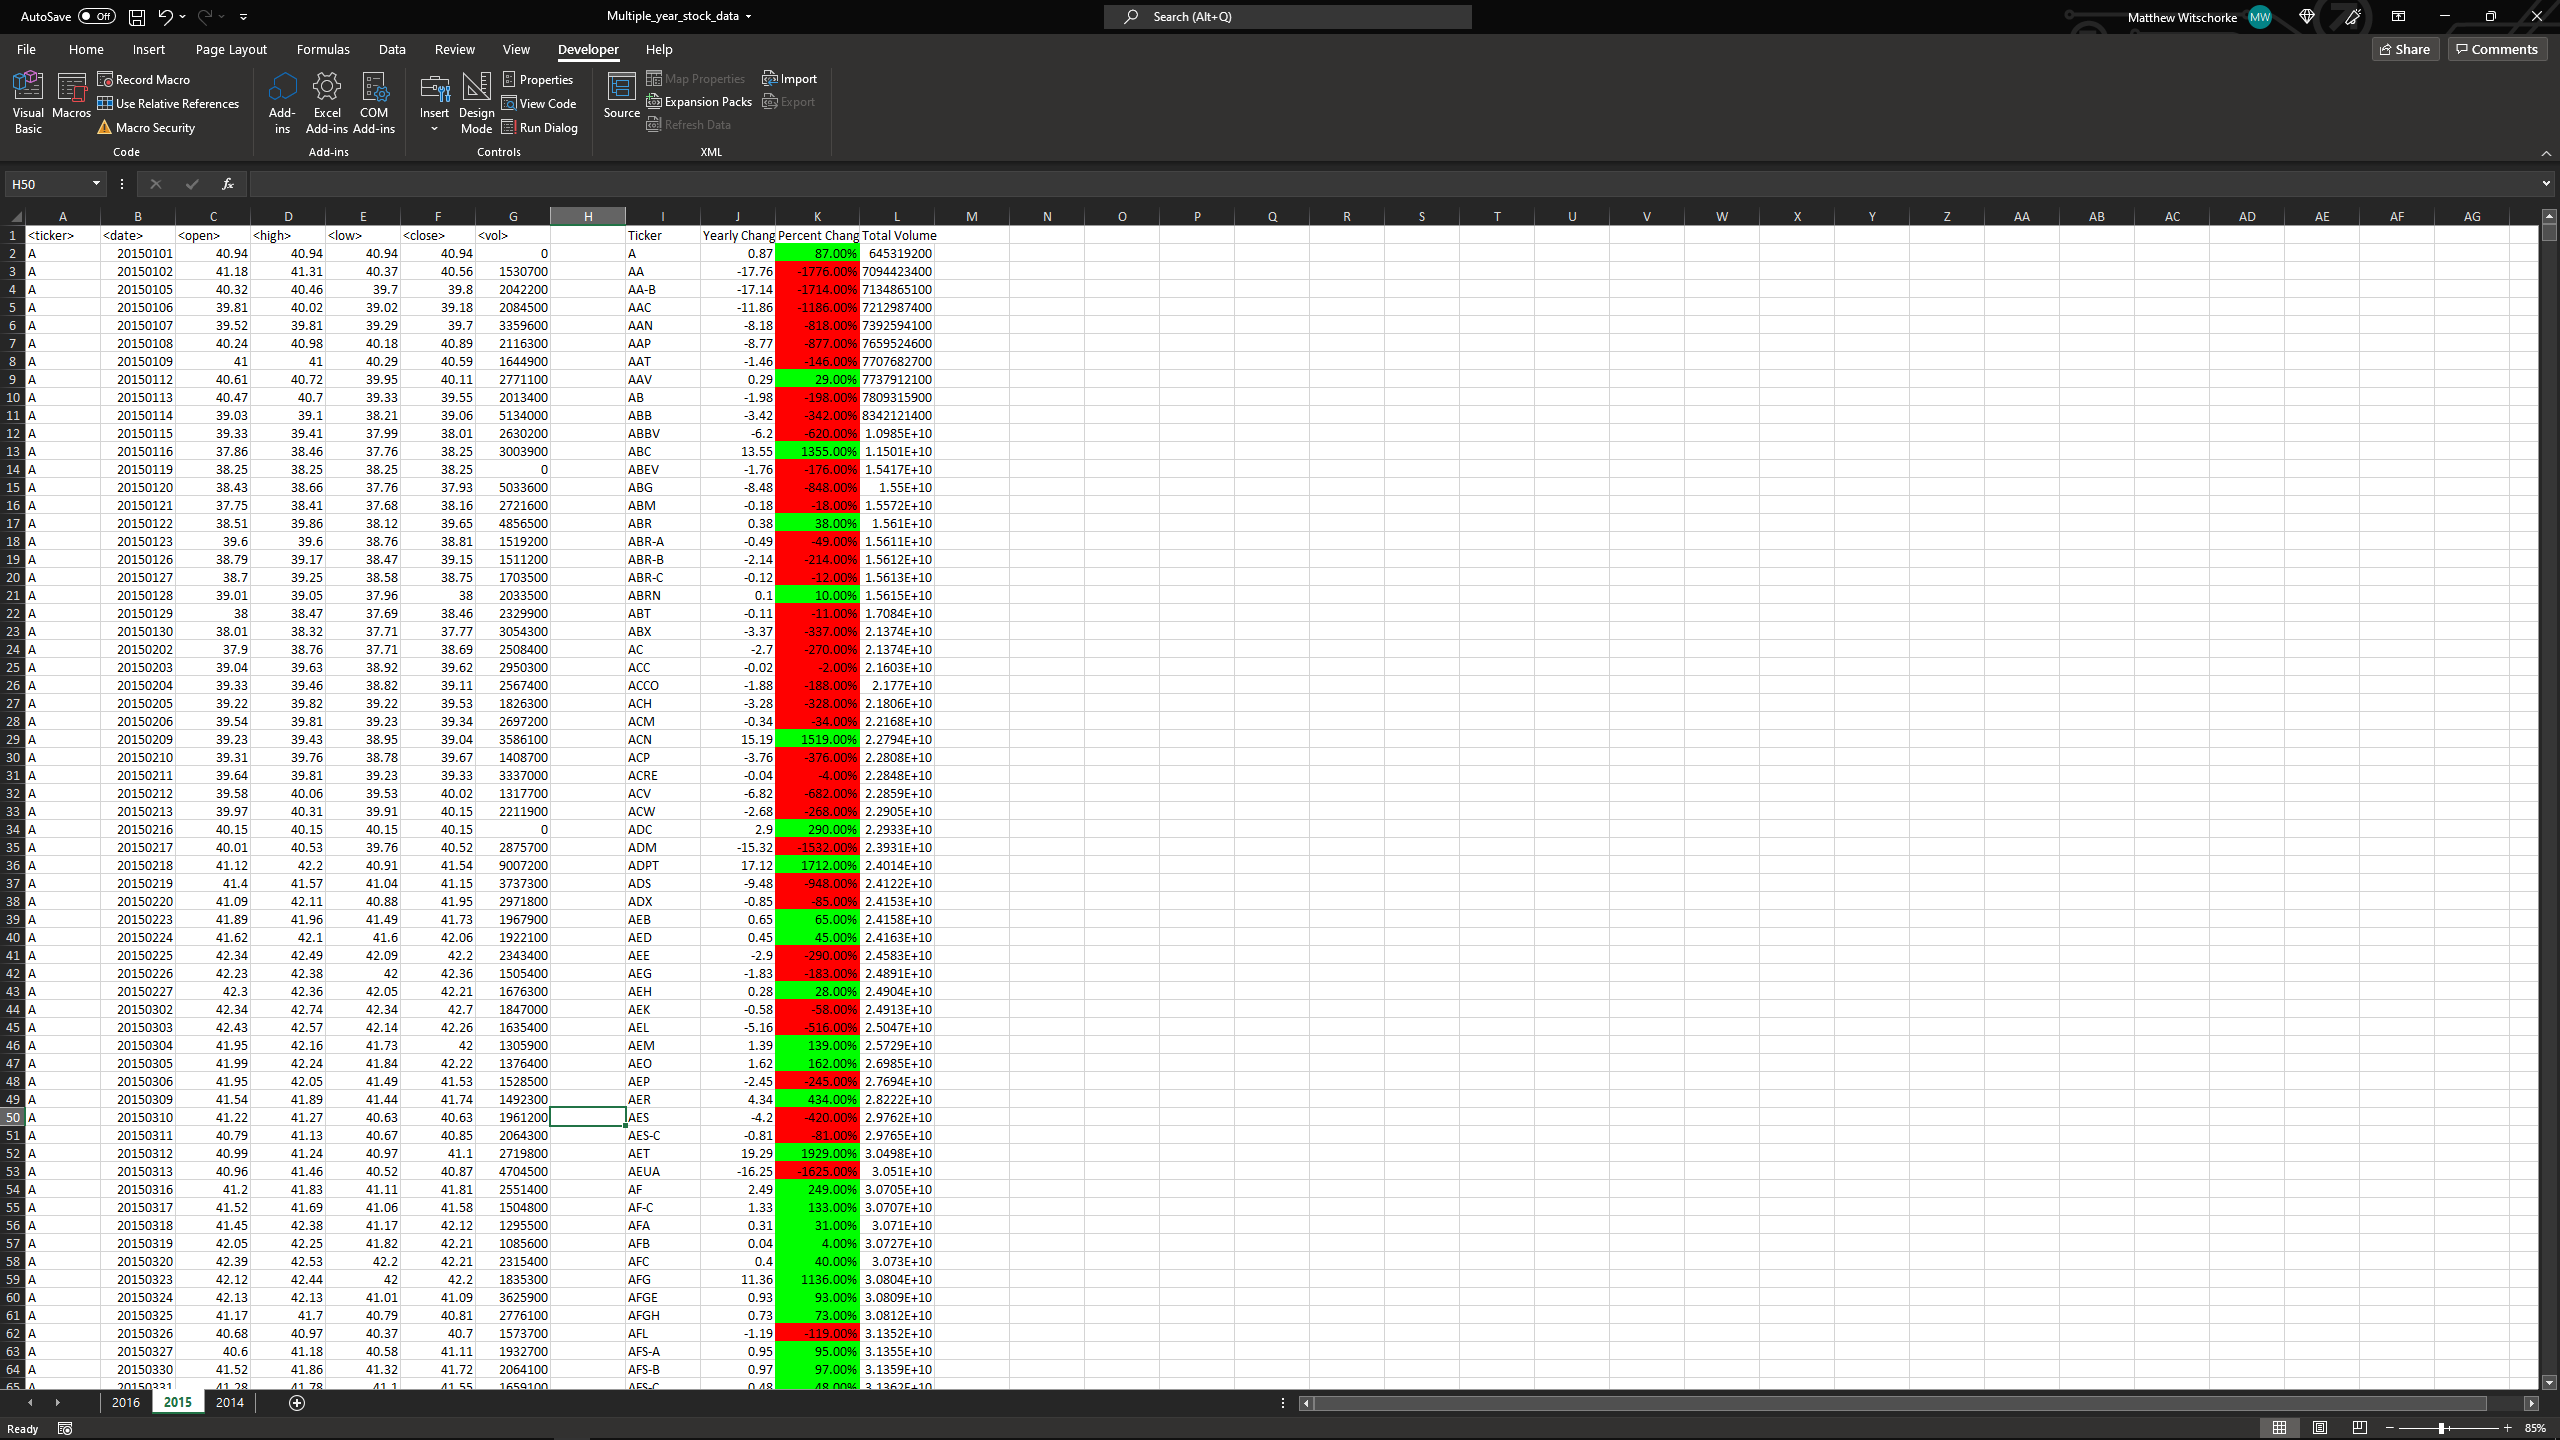 AutoSave Off Multiple_year_stock_data Search (Alt+Q) Matthew Witschorke MW
File Home Insert Page Layout Formulas Data Review View Developer Help Share Comments
Visual Basic Macros Record Macro Use Relative References Macro Security Add-ins Excel Add-ins COM Add-ins Insert Design Mode Properties View Code Run Dialog Source Map Properties Expansion Packs Refresh Data Import Export
Code Add-ins Controls XML
H50 fx
A B C D E F G H I J K L M N O P Q R S T U V W X Y Z AA AB AC AD AE AF AG
1 <ticker> <date> <open> <high> <low> <close> <vol> Ticker Yearly Chang Percent Chang Total Volume
2 A 20150101 40.94 40.94 40.94 40.94 0 A 0.87 87.00% 645319200
3 A 20150102 41.18 41.31 40.37 40.56 1530700 AA -17.76 -1776.00% 7094423400
4 A 20150105 40.32 40.46 39.7 39.8 2042200 AA-B -17.14 -1714.00% 7134865100
5 A 20150106 39.81 40.02 39.02 39.18 2084500 AAC -11.86 -1186.00% 7212987400
6 A 20150107 39.52 39.81 39.29 39.7 3359600 AAN -8.18 -818.00% 7392594100
7 A 20150108 40.24 40.98 40.18 40.89 2116300 AAP -8.77 -877.00% 7659524600
8 A 20150109 41 41 40.29 40.59 1644900 AAT -1.46 -146.00% 7707682700
9 A 20150112 40.61 40.72 39.95 40.11 2771100 AAV 0.29 29.00% 7737912100
10 A 20150113 40.47 40.7 39.33 39.55 2013400 AB -1.98 -198.00% 7809315900
11 A 20150114 39.03 39.1 38.21 39.06 5134000 ABB -3.42 -342.00% 8342121400
12 A 20150115 39.33 39.41 37.99 38.01 2630200 ABBV -6.2 -620.00% 1.0985E+10
13 A 20150116 37.86 38.46 37.76 38.25 3003900 ABC 13.55 1355.00% 1.1501E+10
14 A 20150119 38.25 38.25 38.25 38.25 0 ABEV -1.76 -176.00% 1.5417E+10
15 A 20150120 38.43 38.66 37.76 37.93 5033600 ABG -8.48 -848.00% 1.55E+10
16 A 20150121 37.75 38.41 37.68 38.16 2721600 ABM -0.18 -18.00% 1.5572E+10
17 A 20150122 38.51 39.86 38.12 39.65 4856500 ABR 0.38 38.00% 1.561E+10
18 A 20150123 39.6 39.6 38.76 38.81 1519200 ABR-A -0.49 -49.00% 1.5611E+10
19 A 20150126 38.79 39.17 38.47 39.15 1511200 ABR-B -2.14 -214.00% 1.5612E+10
20 A 20150127 38.7 39.25 38.58 38.75 1703500 ABR-C -0.12 -12.00% 1.5613E+10
21 A 20150128 39.01 39.05 37.96 38 2033500 ABRN 0.1 10.00% 1.5615E+10
22 A 20150129 38 38.47 37.69 38.46 2329900 ABT -0.11 -11.00% 1.7084E+10
23 A 20150130 38.01 38.32 37.71 37.77 3054300 ABX -3.37 -337.00% 2.1374E+10
24 A 20150202 37.9 38.76 37.71 38.69 2508400 AC -2.7 -270.00% 2.1374E+10
25 A 20150203 39.04 39.63 38.92 39.62 2950300 ACC -0.02 -2.00% 2.1603E+10
26 A 20150204 39.33 39.46 38.82 39.11 2567400 ACCO -1.88 -188.00% 2.177E+10
27 A 20150205 39.22 39.82 39.22 39.53 1826300 ACH -3.28 -328.00% 2.1806E+10
28 A 20150206 39.54 39.81 39.23 39.34 2697200 ACM -0.34 -34.00% 2.2168E+10
29 A 20150209 39.23 39.43 38.95 39.04 3586100 ACN 15.19 1519.00% 2.2794E+10
30 A 20150210 39.31 39.76 38.78 39.67 1408700 ACP -3.76 -376.00% 2.2808E+10
31 A 20150211 39.64 39.81 39.23 39.33 3337000 ACRE -0.04 -4.00% 2.2848E+10
32 A 20150212 39.58 40.06 39.53 40.02 1317700 ACV -6.82 -682.00% 2.2859E+10
33 A 20150213 39.97 40.31 39.91 40.15 2211900 ACW -2.68 -268.00% 2.2905E+10
34 A 20150216 40.15 40.15 40.15 40.15 0 ADC 2.9 290.00% 2.2933E+10
35 A 20150217 40.01 40.53 39.76 40.52 2875700 ADM -15.32 -1532.00% 2.3931E+10
36 A 20150218 41.12 42.2 40.91 41.54 9007200 ADPT 17.12 1712.00% 2.4014E+10
37 A 20150219 41.4 41.57 41.04 41.15 3737300 ADS -9.48 -948.00% 2.4122E+10
38 A 20150220 41.09 42.11 40.88 41.95 2971800 ADX -0.85 -85.00% 2.4153E+10
39 A 20150223 41.89 41.96 41.49 41.73 1967900 AEB 0.65 65.00% 2.4158E+10
40 A 20150224 41.62 42.1 41.6 42.06 1922100 AED 0.45 45.00% 2.4163E+10
41 A 20150225 42.34 42.49 42.09 42.2 2343400 AEE -2.9 -290.00% 2.4583E+10
42 A 20150226 42.23 42.38 42 42.36 1505400 AEG -1.83 -183.00% 2.4891E+10
43 A 20150227 42.3 42.36 42.05 42.21 1676300 AEH 0.28 28.00% 2.4904E+10
44 A 20150302 42.34 42.74 42.34 42.7 1847000 AEK -0.58 -58.00% 2.4913E+10
45 A 20150303 42.43 42.57 42.14 42.26 1635400 AEL -5.16 -516.00% 2.5047E+10
46 A 20150304 41.95 42.16 41.73 42 1305900 AEM 1.39 139.00% 2.5729E+10
47 A 20150305 41.99 42.24 41.84 42.22 1376400 AEO 1.62 162.00% 2.6985E+10
48 A 20150306 41.95 42.05 41.49 41.53 1528500 AEP -2.45 -245.00% 2.7694E+10
49 A 20150309 41.54 41.89 41.44 41.74 1492300 AER 4.34 434.00% 2.8222E+10
50 A 20150310 41.22 41.27 40.63 40.63 1961200 AES -4.2 -420.00% 2.9762E+10
51 A 20150311 40.79 41.13 40.67 40.85 2064300 AES-C -0.81 -81.00% 2.9765E+10
52 A 20150312 40.99 41.24 40.97 41.1 2719800 AET 19.29 1929.00% 3.0498E+10
53 A 20150313 40.96 41.46 40.52 40.87 4704500 AEUA -16.25 -1625.00% 3.051E+10
54 A 20150316 41.2 41.83 41.11 41.81 2551400 AF 2.49 249.00% 3.0705E+10
55 A 20150317 41.52 41.69 41.06 41.58 1504800 AF-C 1.33 133.00% 3.0707E+10
56 A 20150318 41.45 42.38 41.17 42.12 1295500 AFA 0.31 31.00% 3.071E+10
57 A 20150319 42.05 42.25 41.82 42.21 1085600 AFB 0.04 4.00% 3.0727E+10
58 A 20150320 42.39 42.53 42.2 42.21 2315400 AFC 0.4 40.00% 3.073E+10
59 A 20150323 42.12 42.44 42 42.2 1835300 AFG 11.36 1136.00% 3.0804E+10
60 A 20150324 42.13 42.13 41.01 41.09 3625900 AFGE 0.93 93.00% 3.0809E+10
61 A 20150325 41.17 41.7 40.79 40.81 2776100 AFGH 0.73 73.00% 3.0812E+10
62 A 20150326 40.68 40.97 40.37 40.7 1573700 AFL -1.19 -119.00% 3.1352E+10
63 A 20150327 40.6 41.18 40.58 41.11 1932700 AFS-A 0.95 95.00% 3.1355E+10
64 A 20150330 41.52 41.86 41.32 41.72 2064100 AFS-B 0.97 97.00% 3.1359E+10
65 A 20150331 41.28 41.78 41.1 41.55 1659100 AFS-C 0.48 48.00% 3.1362E+10
2016 2015 2014
Ready 85%